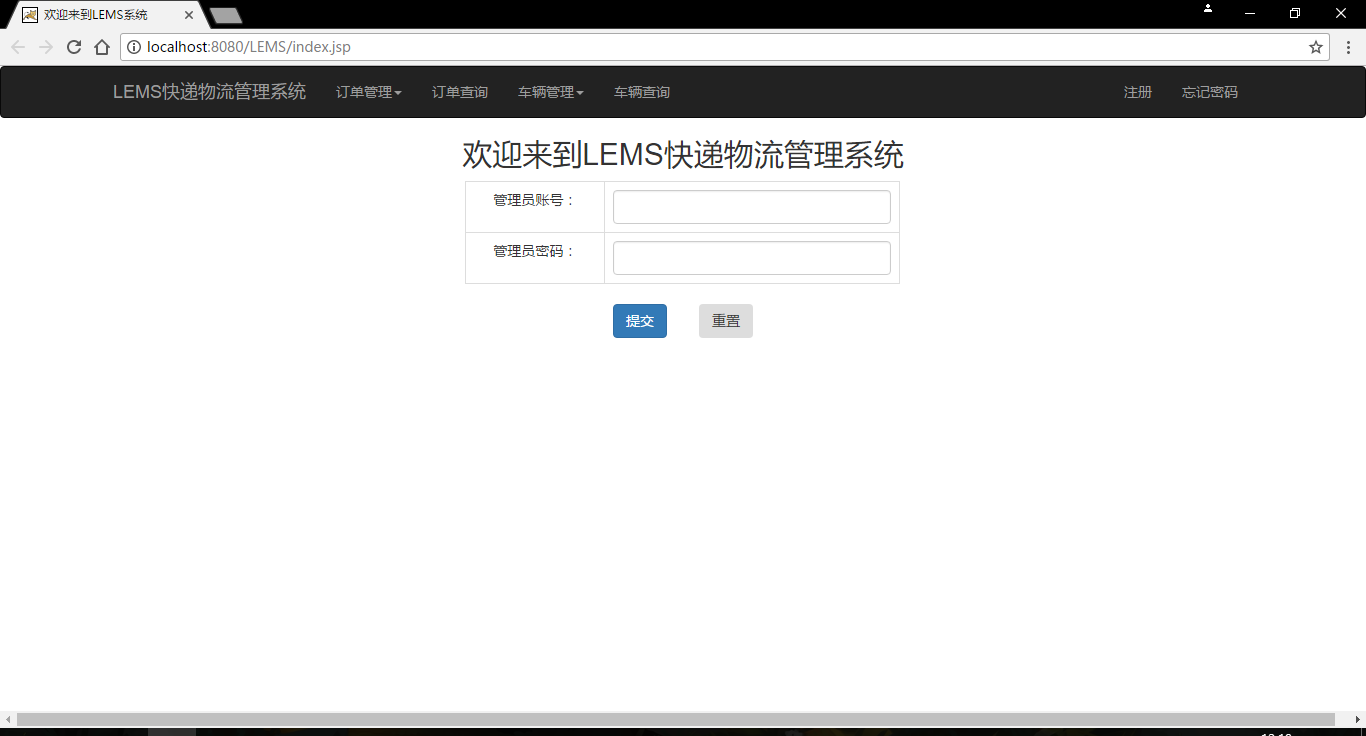 欢迎来到LEMS系统
localhost:8080/LEMS/index.jsp
LEMS快递物流管理系统 订单管理 订单查询 车辆管理 车辆查询 注册 忘记密码
欢迎来到LEMS快递物流管理系统
管理员账号：
管理员密码：
提交 重置